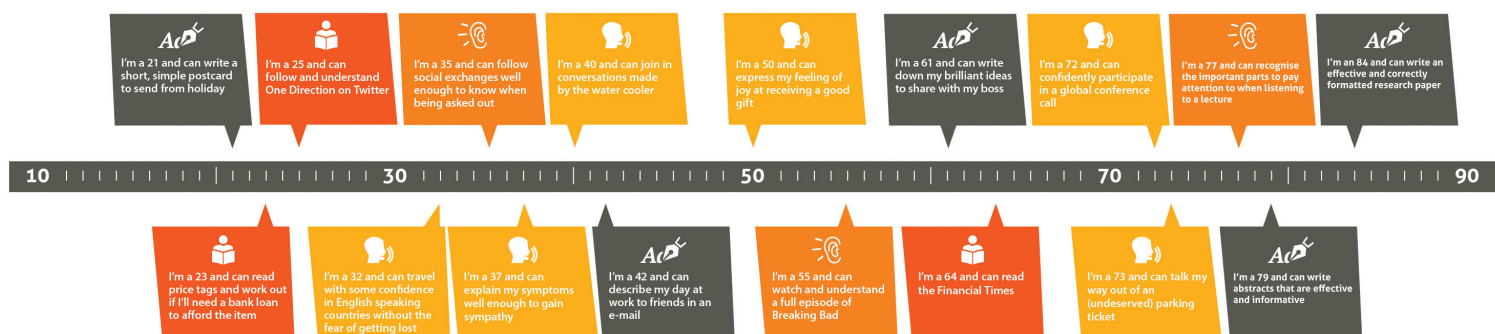 Ac
I'm a 21 and can write a
short, simple postcard
to send from holiday
I'm a 25 and can
follow and understand
One Direction on Twitter
I'm a 35 and can follow
social exchanges well
enough to know when
being asked out
I'm a 40 and can join in
conversations made
by the water cooler
I'm a 50 and can
express my feeling of
joy at receiving a good
gift
Ac
I'm a 61 and can write
down my brilliant ideas
to share with my boss
I'm a 72 and can
confidently participate
in a global conference
call
I'm a 77 and can recognise
the important parts to pay
attention to when listening
to a lecture
Ac
I'm an 84 and can write an
effective and correctly
formatted research paper
10 30 50 70 90
I'm a 23 and can read
price tags and work out
if I'll need a bank loan
to afford the item
I'm a 32 and can travel
with some confidence
in English speaking
countries without the
fear of getting lost
I'm a 37 and can
explain my symptoms
well enough to gain
sympathy
Ac
I'm a 42 and can
describe my day at
work to friends in an
e-mail
I'm a 55 and can
watch and understand
a full episode of
Breaking Bad
I'm a 64 and can read
the Financial Times
I'm a 73 and can talk my
way out of an
(undeserved) parking
ticket
Ac
I'm a 79 and can write
abstracts that are effective
and informative